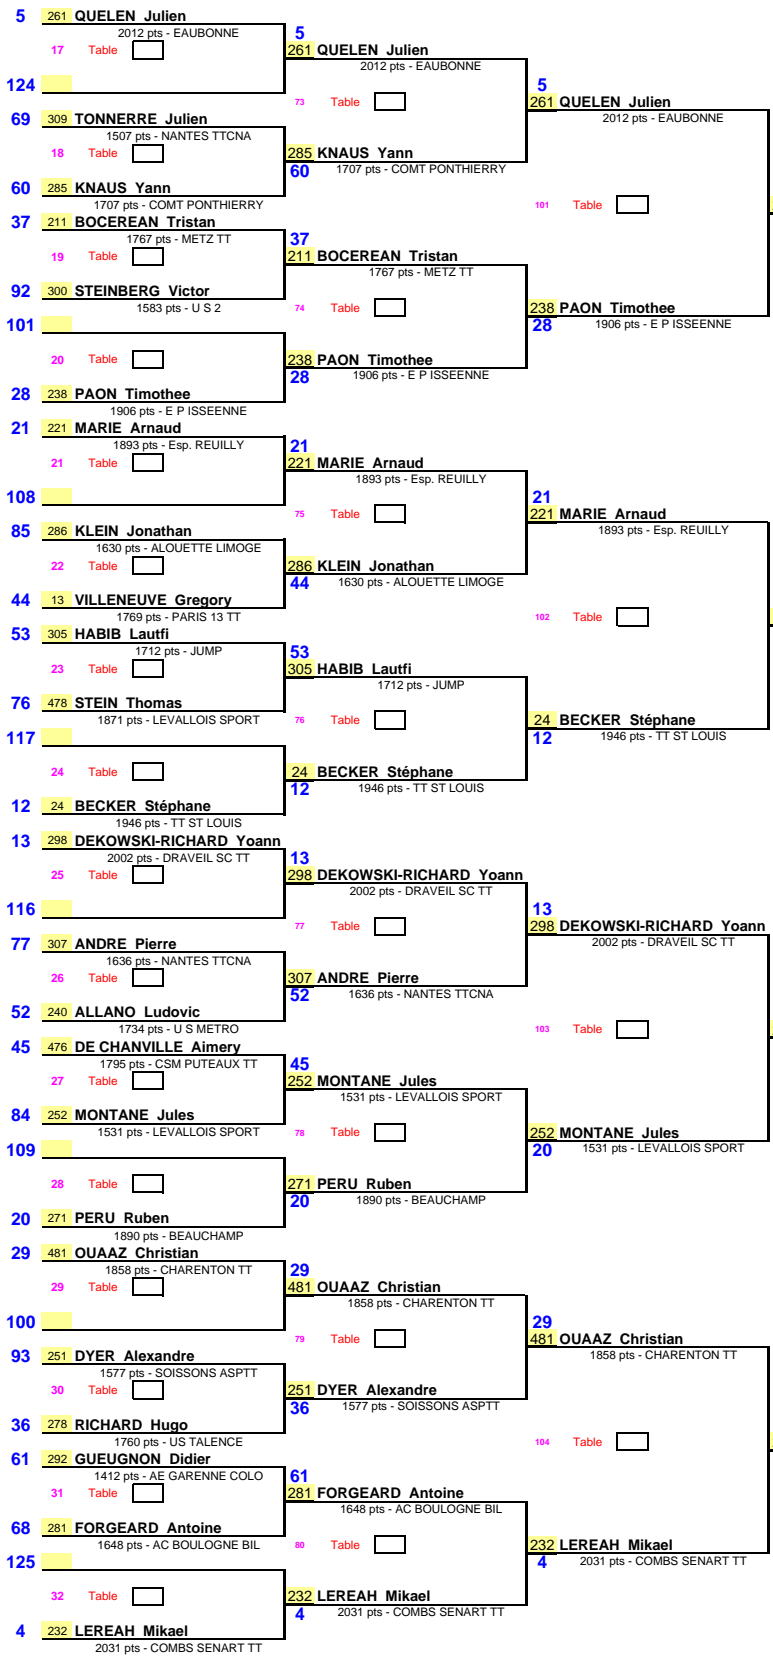 5 261 QUELEN Julien
2012 pts - EAUBONNE
17 Table
124
69 309 TONNERRE Julien
1507 pts - NANTES TTCNA
18 Table
60 285 KNAUS Yann
1707 pts - COMT PONTHIERRY
37 211 BOCEREAN Tristan
1767 pts - METZ TT
19 Table
92 300 STEINBERG Victor
1583 pts - U S 2
101
20 Table
28 238 PAON Timothee
1906 pts - E P ISSEENNE
21 221 MARIE Arnaud
1893 pts - Esp. REUILLY
21 Table
108
85 286 KLEIN Jonathan
1630 pts - ALOUETTE LIMOGE
22 Table
44 13 VILLENEUVE Gregory
1769 pts - PARIS 13 TT
53 305 HABIB Lautfi
1712 pts - JUMP
23 Table
76 478 STEIN Thomas
1871 pts - LEVALLOIS SPORT
117
24 Table
12 24 BECKER Stéphane
1946 pts - TT ST LOUIS
13 298 DEKOWSKI-RICHARD Yoann
2002 pts - DRAVEIL SC TT
25 Table
116
77 307 ANDRE Pierre
1636 pts - NANTES TTCNA
26 Table
52 240 ALLANO Ludovic
1734 pts - U S METRO
45 476 DE CHANVILLE Aimery
1795 pts - CSM PUTEAUX TT
27 Table
84 252 MONTANE Jules
1531 pts - LEVALLOIS SPORT
109
28 Table
20 271 PERU Ruben
1890 pts - BEAUCHAMP
29 481 OUAAZ Christian
1858 pts - CHARENTON TT
29 Table
100
93 251 DYER Alexandre
1577 pts - SOISSONS ASPTT
30 Table
36 278 RICHARD Hugo
1760 pts - US TALENCE
61 292 GUEUGNON Didier
1412 pts - AE GARENNE COLO
31 Table
68 281 FORGEARD Antoine
1648 pts - AC BOULOGNE BIL
125
32 Table
4 232 LEREAH Mikael
2031 pts - COMBS SENART TT
5
261 QUELEN Julien
2012 pts - EAUBONNE
73 Table
285 KNAUS Yann
60 1707 pts - COMT PONTHIERRY
37
211 BOCEREAN Tristan
1767 pts - METZ TT
74 Table
238 PAON Timothee
28 1906 pts - E P ISSEENNE
21
221 MARIE Arnaud
1893 pts - Esp. REUILLY
75 Table
286 KLEIN Jonathan
44 1630 pts - ALOUETTE LIMOGE
53
305 HABIB Lautfi
1712 pts - JUMP
76 Table
24 BECKER Stéphane
12 1946 pts - TT ST LOUIS
13
298 DEKOWSKI-RICHARD Yoann
2002 pts - DRAVEIL SC TT
77 Table
307 ANDRE Pierre
52 1636 pts - NANTES TTCNA
45
252 MONTANE Jules
1531 pts - LEVALLOIS SPORT
78 Table
271 PERU Ruben
20 1890 pts - BEAUCHAMP
29
481 OUAAZ Christian
1858 pts - CHARENTON TT
79 Table
251 DYER Alexandre
36 1577 pts - SOISSONS ASPTT
61
281 FORGEARD Antoine
1648 pts - AC BOULOGNE BIL
80 Table
232 LEREAH Mikael
4 2031 pts - COMBS SENART TT
5
261 QUELEN Julien
2012 pts - EAUBONNE
101 Table
238 PAON Timothee
28 1906 pts - E P ISSEENNE
21
221 MARIE Arnaud
1893 pts - Esp. REUILLY
102 Table
24 BECKER Stéphane
12 1946 pts - TT ST LOUIS
13
298 DEKOWSKI-RICHARD Yoann
2002 pts - DRAVEIL SC TT
103 Table
252 MONTANE Jules
20 1531 pts - LEVALLOIS SPORT
29
481 OUAAZ Christian
1858 pts - CHARENTON TT
104 Table
232 LEREAH Mikael
4 2031 pts - COMBS SENART TT